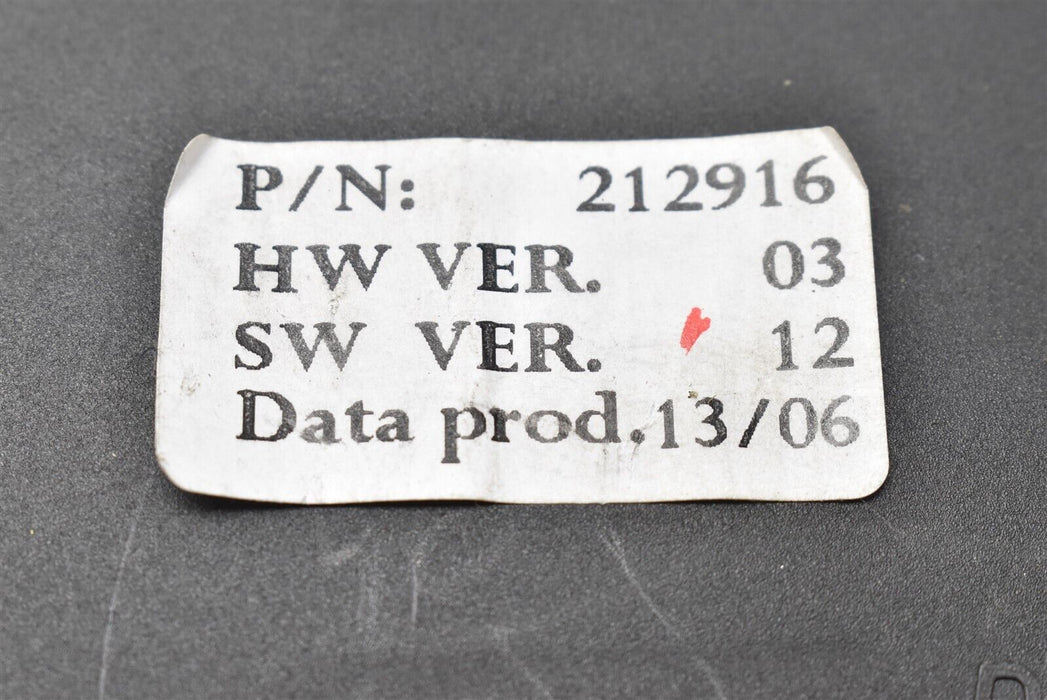 P/N: 212916
HW VER. 03
SW VER. 12
Data prod. 13/06